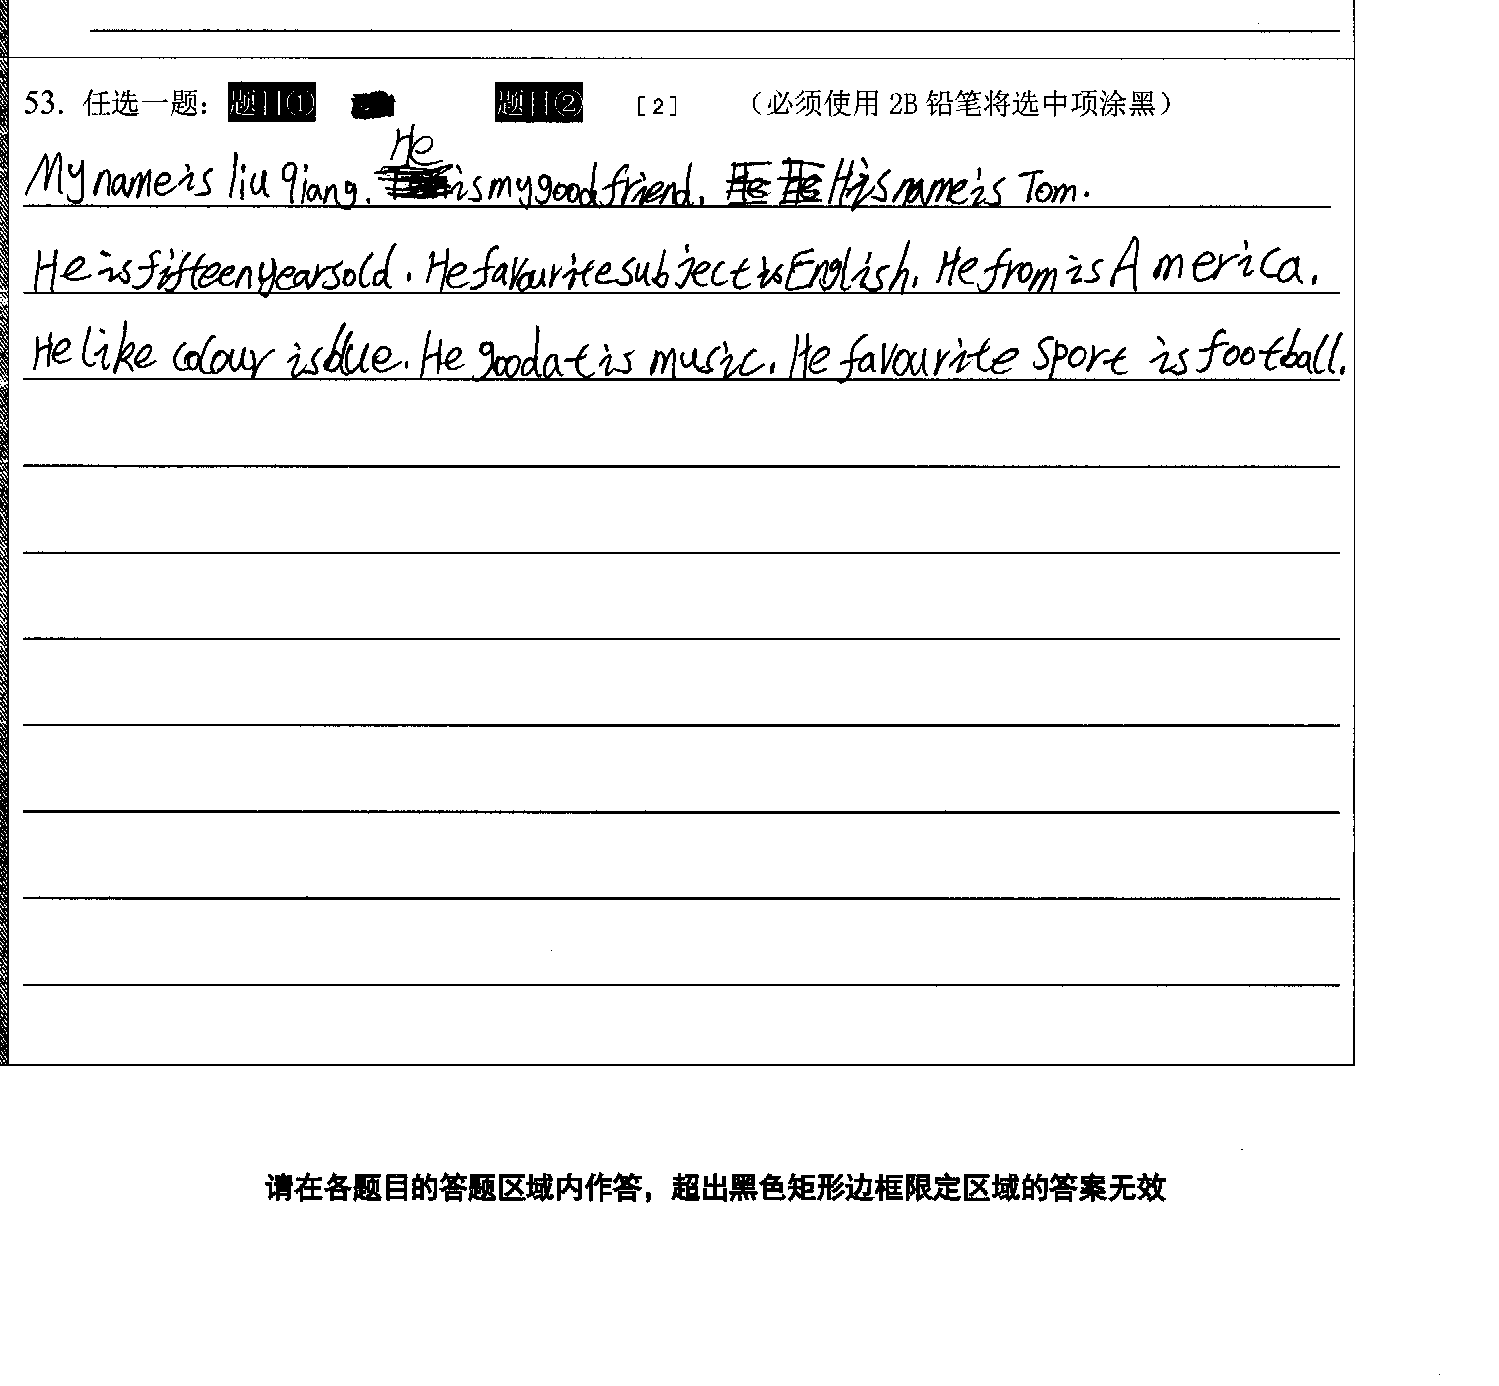 53. 任选一题： 题目① 题目② [2] （必须使用 2B 铅笔将选中项涂黑）
He
My name is liu qiang. is my good friend. His name is Tom.
He is fifteen years old. He favourite subject is English. He from is America.
He like colour is blue. He good at is music. He favourite sport is football.
请在各题目的答题区域内作答，超出黑色矩形边框限定区域的答案无效